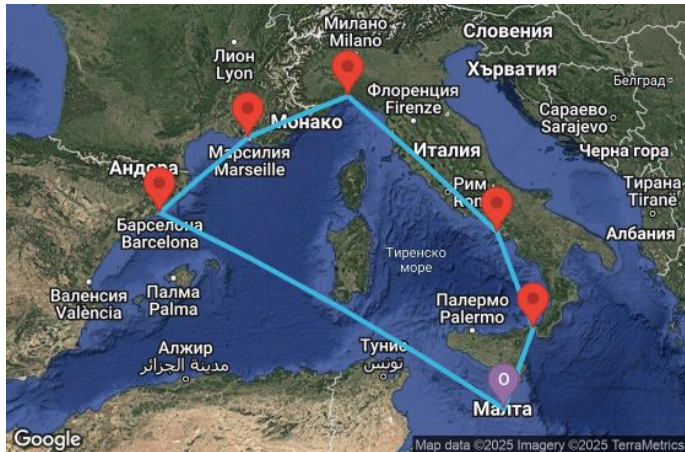 Милано
Milano
Словения
Лион
Lyon
Хърватия
Белград
Флоренция
Firenze
Монако
Сараево
Sarajevo
Марсилия
Marseille
Италия
Черна гора
Андора
Рим
Тирана
Tiranë
Барселона
Barcelona
Албания
Тиренско
море
Валенсия
València
Палма
Palma
Палермо
Palermo
Алжир
مدينة الجزائر
Тунис
تونس
O
Малта
Google
Map data ©2025 Imagery ©2025 TerraMetrics